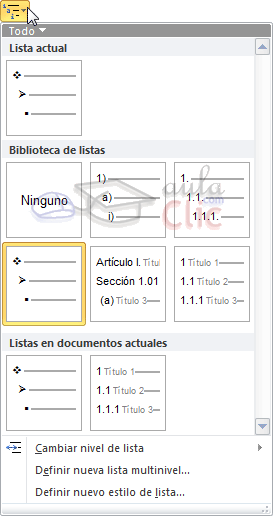 Todo
Lista actual
Biblioteca de listas
Ninguno
1)
a)
i)
1.
1.1.
1.1.1.
aula
Clic
.com
Artículo I. Títu
Sección 1.01
(a) Título 3
1 Título 1
1.1 Título 2
1.1.1 Título 3
Listas en documentos actuales
1 Título 1
1.1 Título 2
1.1.1 Título 3
Cambiar nivel de lista
Definir nueva lista multinivel...
Definir nuevo estilo de lista...